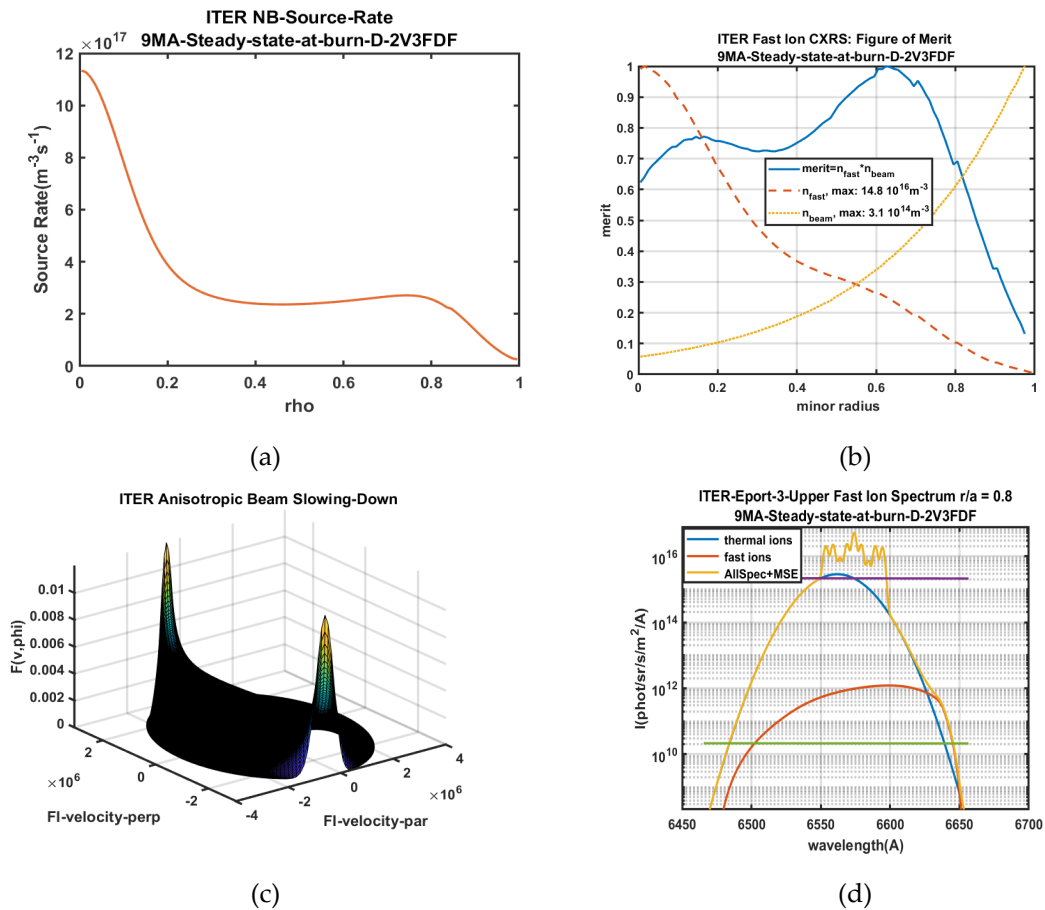 ITER NB-Source-Rate
9MA-Steady-state-at-burn-D-2V3FDF
×10^17
12
10
8
6
4
2
0
0 0.2 0.4 0.6 0.8 1
Source Rate(m^-3s^-1)
rho
(a)
ITER Fast Ion CXRS: Figure of Merit
9MA-Steady-state-at-burn-D-2V3FDF
1
0.9
0.8
0.7
0.6
0.5
0.4
0.3
0.2
0.1
0
0 0.2 0.4 0.6 0.8 1
merit
minor radius
merit=n_fast*n_beam
n_fast, max: 14.8 10^16m^-3
n_beam, max: 3.1 10^14m^-3
(b)
ITER Anisotropic Beam Slowing-Down
0.01
0.008
0.006
0.004
0.002
0
F(v,phi)
2
0
-2
×10^6
FI-velocity-perp
-4
-2
0
2
4
×10^6
FI-velocity-par
(c)
ITER-Eport-3-Upper Fast Ion Spectrum r/a = 0.8
9MA-Steady-state-at-burn-D-2V3FDF
thermal ions
fast ions
AllSpec+MSE
10^16
10^14
10^12
10^10
I(phot/sr/s/m^2/A)
6450 6500 6550 6600 6650 6700
wavelength(A)
(d)